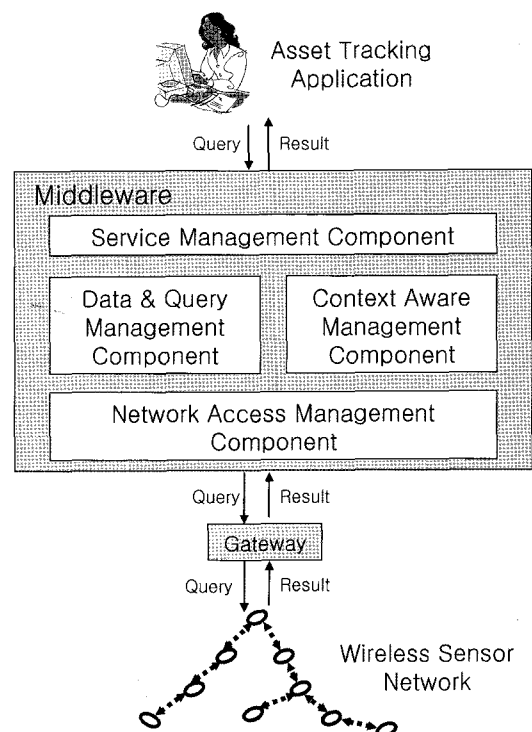 Asset Tracking
Application
Query
Result
Middleware
Service Management Component
Data & Query
Management
Component
Context Aware
Management
Component
Network Access Management
Component
Query
Result
Gateway
Query
Result
Wireless Sensor
Network